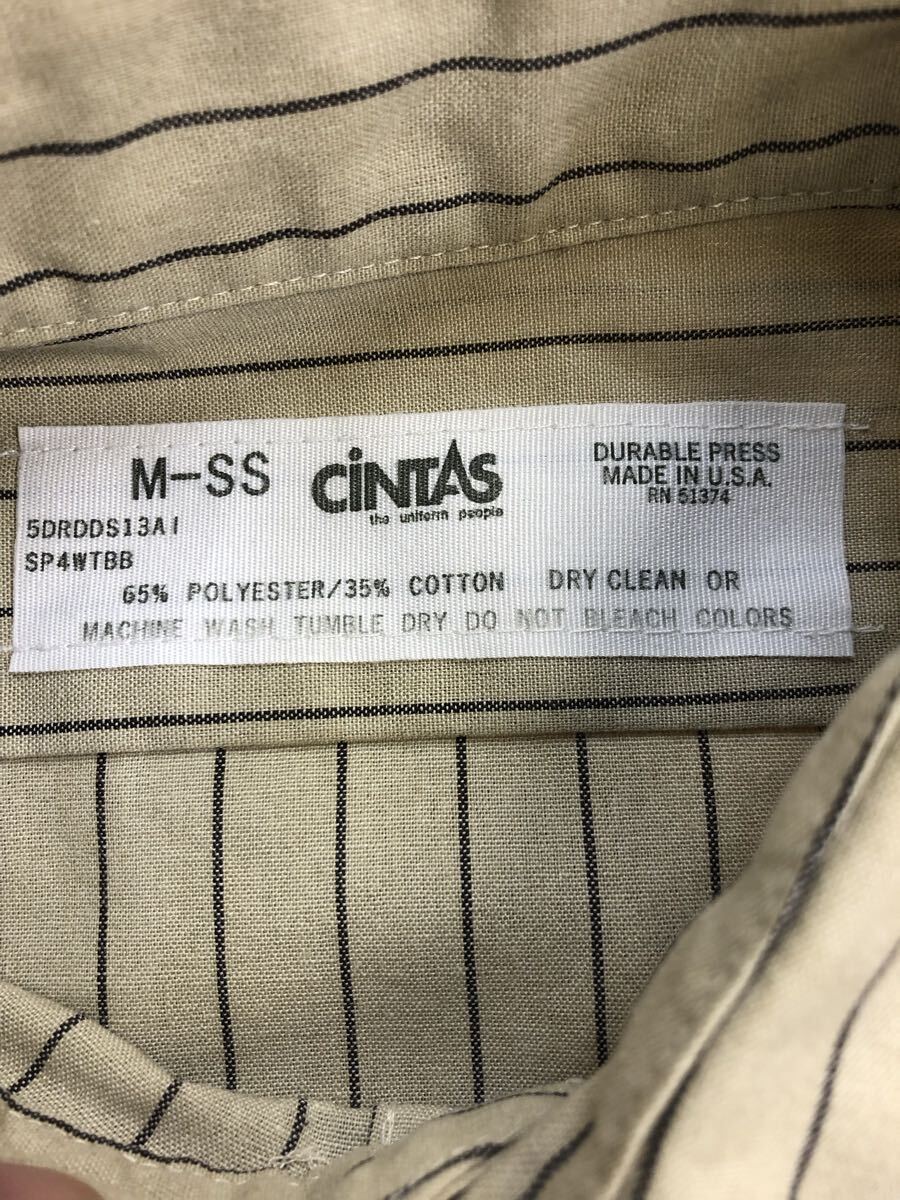 M-SS
CiNTAS
the uniform people
DURABLE PRESS
MADE IN U.S.A.
RN 51374
5DRDDS13A1
SP4WTBB
65% POLYESTER/35% COTTON DRY CLEAN OR
MACHINE WASH TUMBLE DRY DO NOT BLEACH COLORS